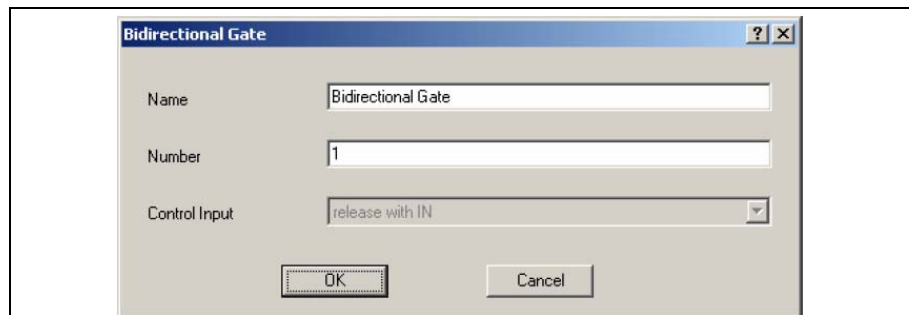 Bidirectional Gate
Name Bidirectional Gate
Number 1
Control Input release with IN
OK Cancel